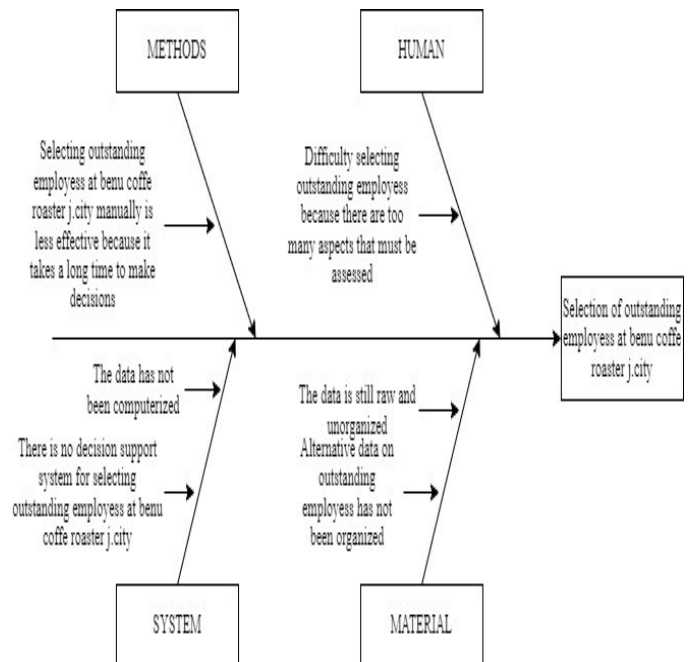 METHODS
HUMAN
Selecting outstanding
employess at benu coffe
roaster j.city manually is
less effective because it
takes a long time to make
decisions
Difficulty selecting
outstanding employess
because there are too
many aspects that must be
assessed
Selection of outstanding
employess at benu coffe
roaster j.city
The data has not
been computerized
There is no decision support
system for selecting
outstanding employess at benu
coffe roaster j.city
The data is still raw and
unorganized
Alternative data on
outstanding
employess has not
been organized
SYSTEM
MATERIAL